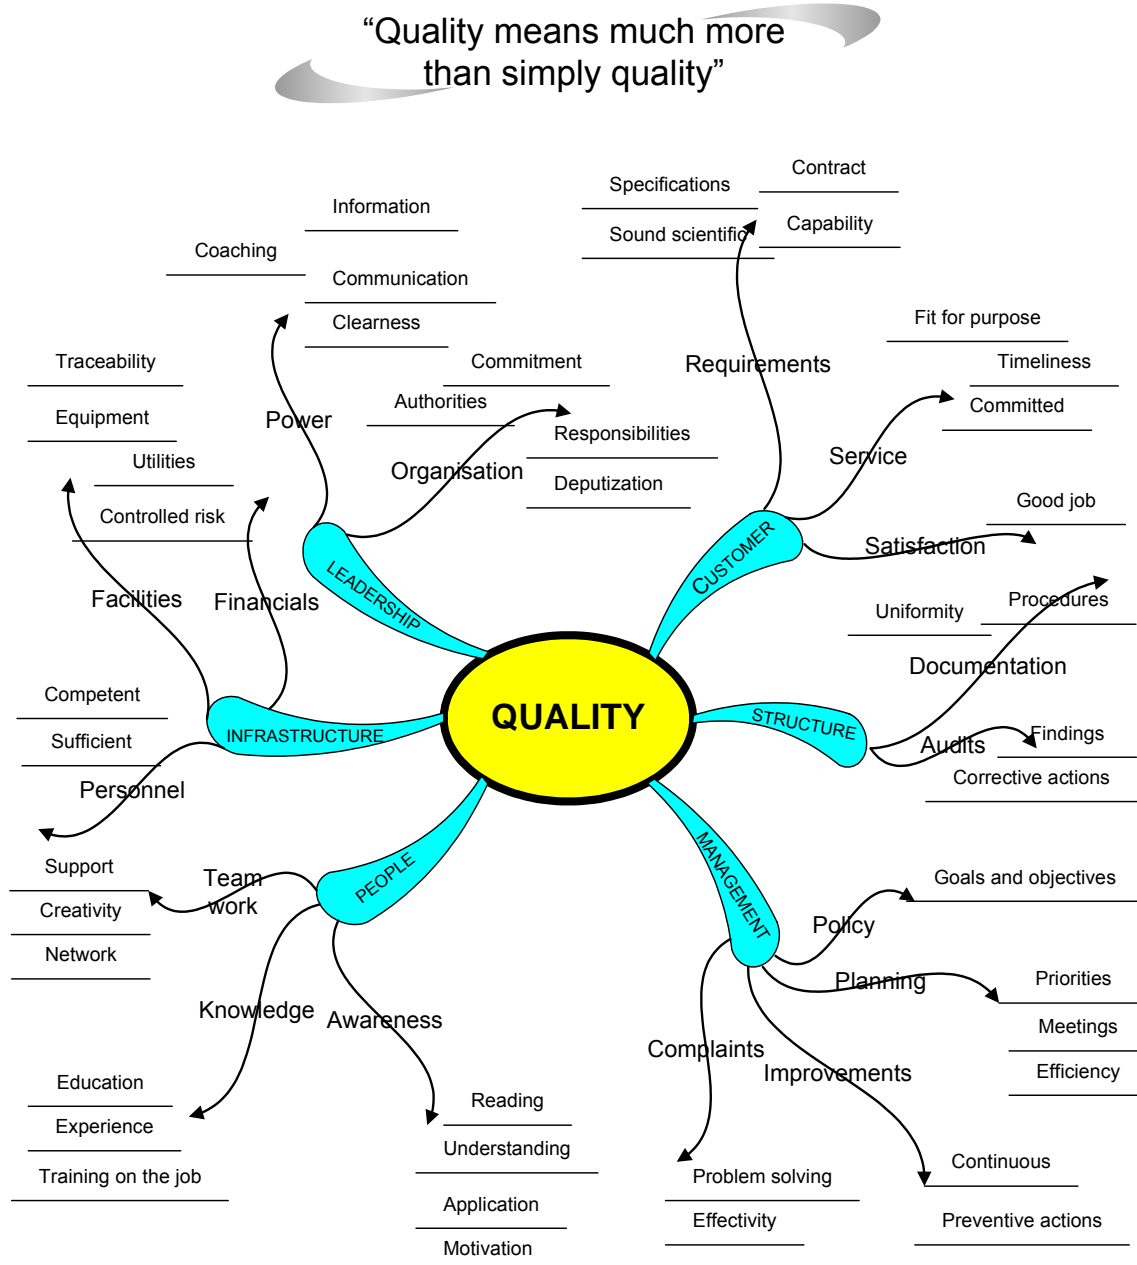 “Quality means much more
than simply quality”
Contract
Specifications
Information
Capability
Sound scientific
Coaching
Communication
Clearness
Fit for purpose
Traceability
Commitment
Requirements
Timeliness
Equipment
Power
Authorities
Committed
Responsibilities
Utilities
Organisation
Service
Deputization
Controlled risk
Good job
Satisfaction
CUSTOMER
LEADERSHIP
Facilities
Financials
Uniformity
Procedures
Documentation
Competent
Sufficient
INFRASTRUCTURE
QUALITY
STRUCTURE
Audits
Findings
Corrective actions
Personnel
Support
Team
work
PEOPLE
MANAGEMENT
Goals and objectives
Creativity
Policy
Network
Planning
Priorities
Knowledge
Awareness
Meetings
Complaints
Improvements
Efficiency
Education
Reading
Experience
Understanding
Continuous
Training on the job
Problem solving
Application
Effectivity
Preventive actions
Motivation